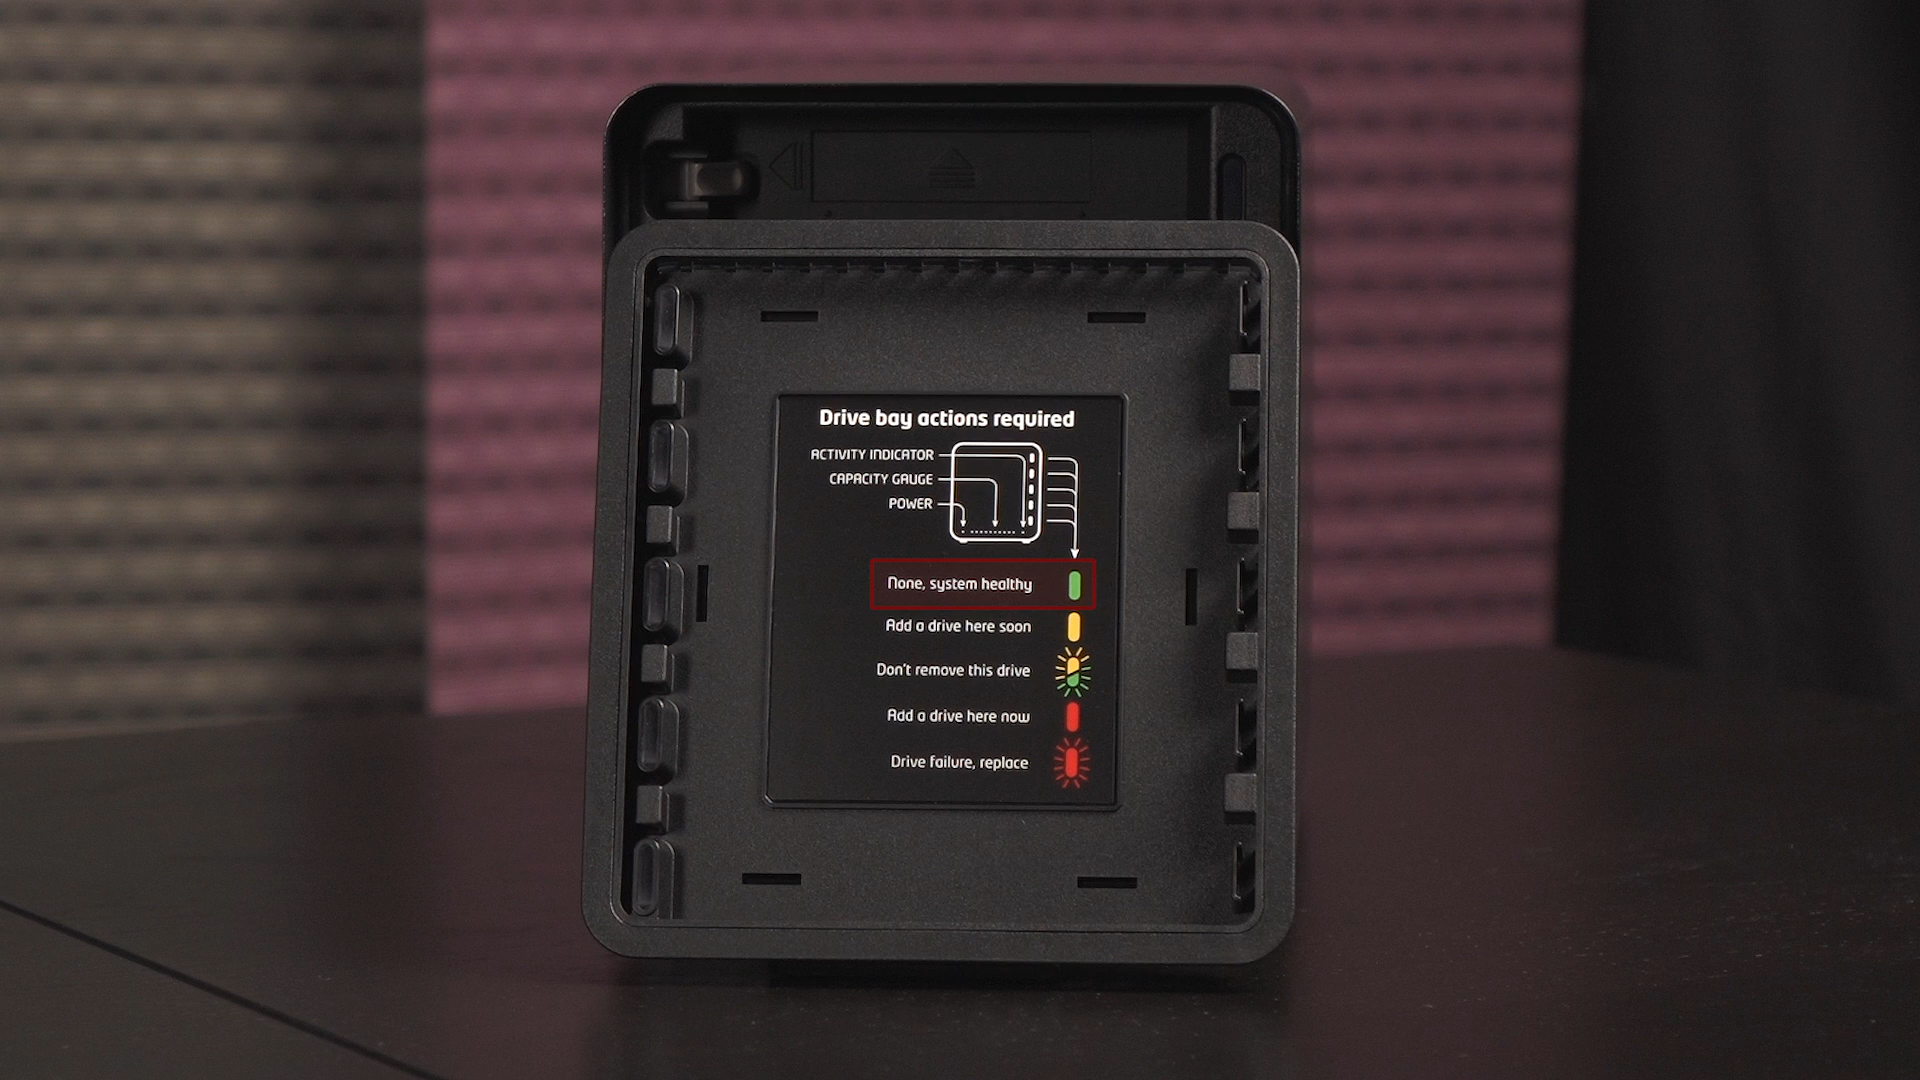 Drive bay actions required
ACTIVITY INDICATOR
CAPACITY GAUGE
POWER
None, system healthy
Add a drive here soon
Don't remove this drive
Add a drive here now
Drive failure, replace